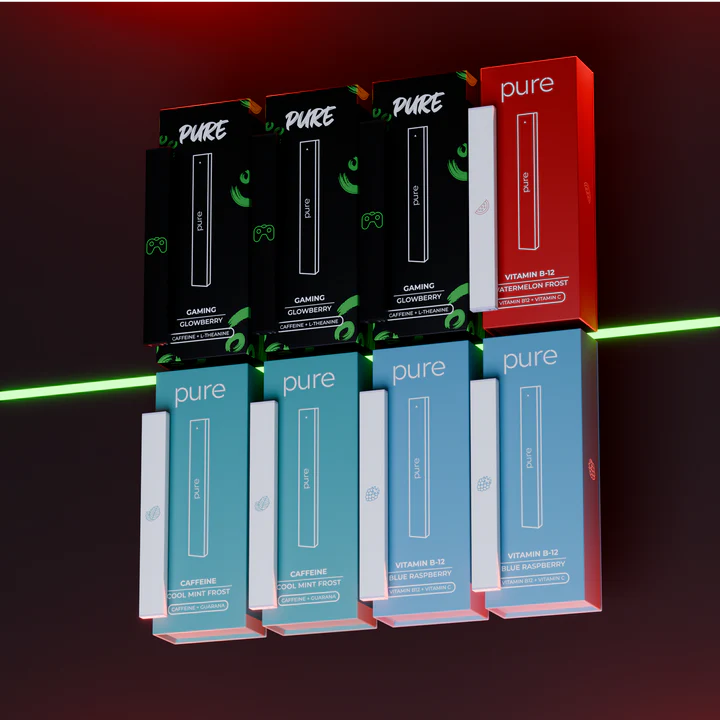 PURE
pure
GAMING
GLOWBERRY
CAFFEINE + L-THEANINE
PURE
pure
GAMING
GLOWBERRY
CAFFEINE + L-THEANINE
PURE
pure
GAMING
GLOWBERRY
CAFFEINE + L-THEANINE
pure
pure
VITAMIN B-12
WATERMELON FROST
VITAMIN B12 + VITAMIN C
pure
pure
CAFFEINE
COOL MINT FROST
CAFFEINE + GUARANA
pure
pure
CAFFEINE
COOL MINT FROST
CAFFEINE + GUARANA
pure
pure
VITAMIN B-12
BLUE RASPBERRY
VITAMIN B12 + VITAMIN C
pure
pure
VITAMIN B-12
BLUE RASPBERRY
VITAMIN B12 + VITAMIN C